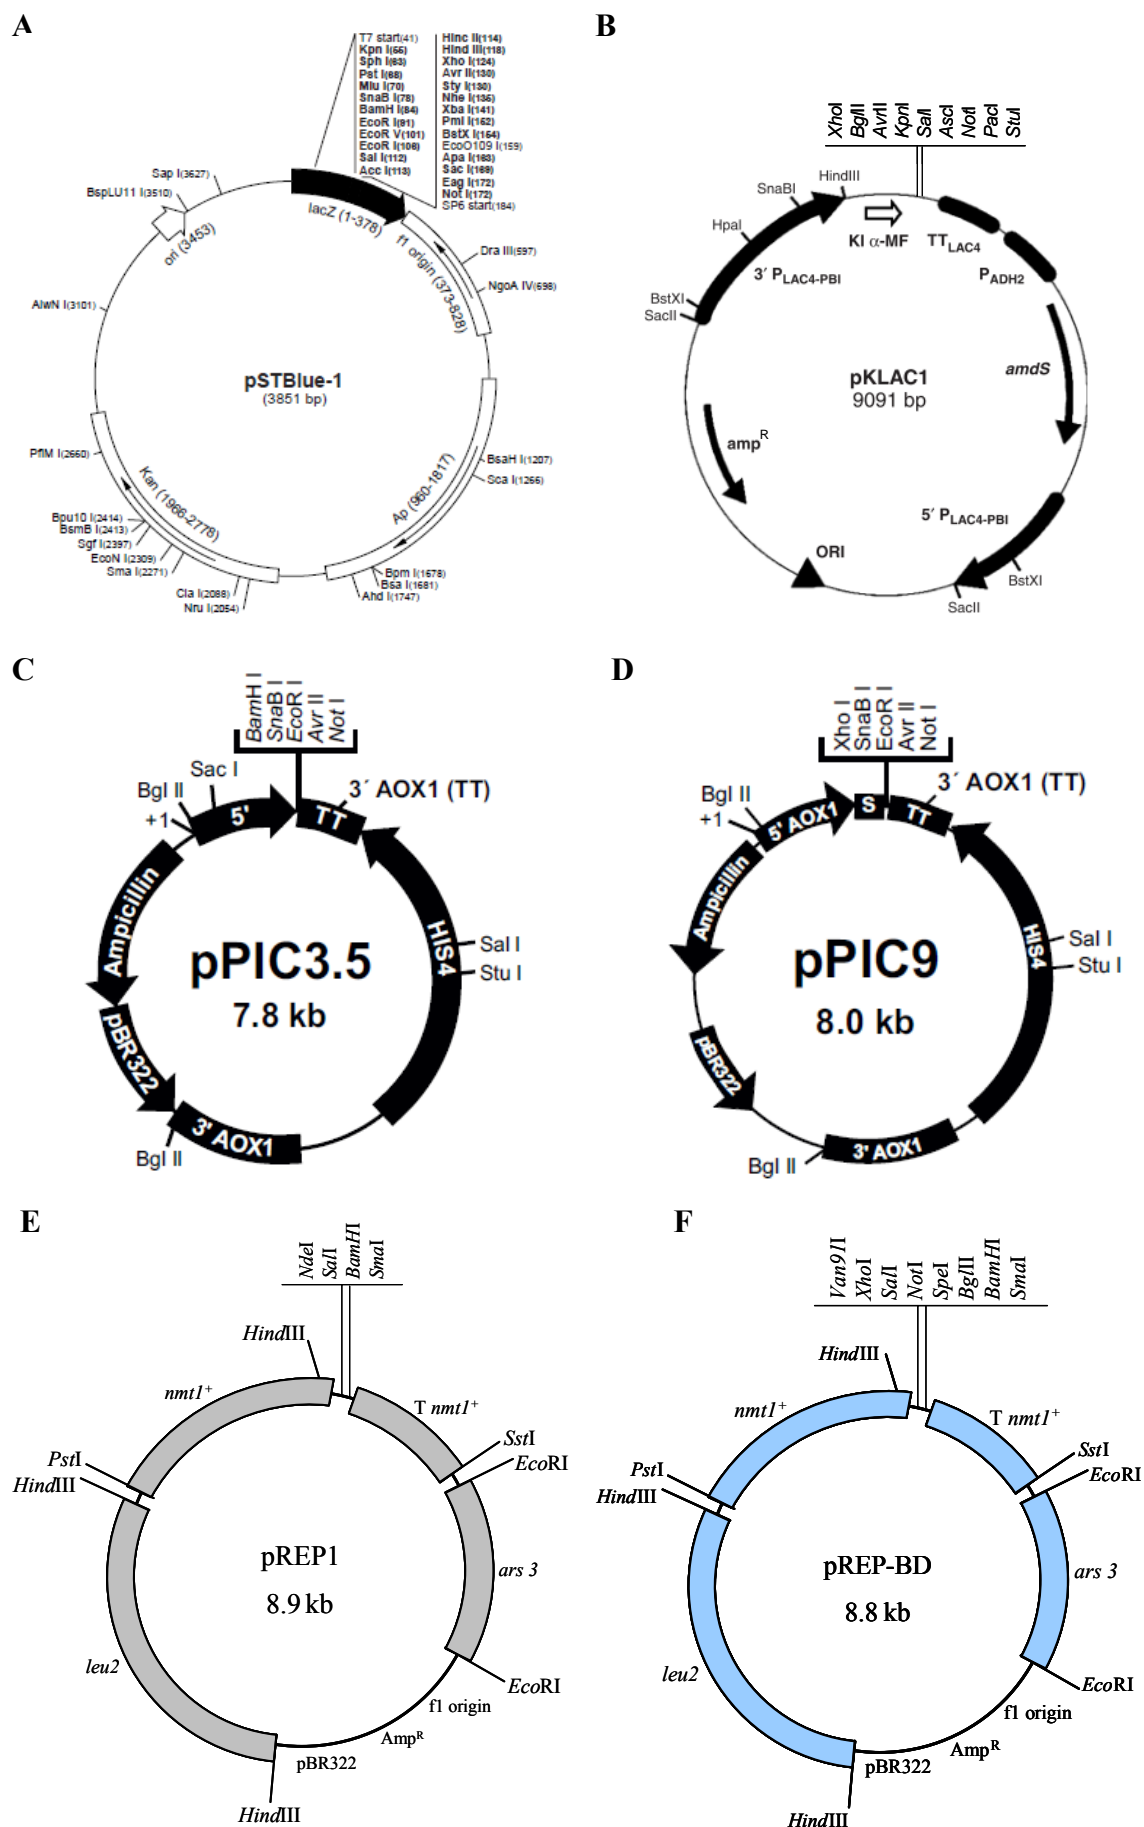 A
T7 start(41)
Kpn I(55)
Sph I(63)
Pst I(68)
Mlu I(70)
SnaB I(78)
BamH I(84)
EcoR I(91)
EcoR V(101)
EcoR I(106)
Sal I(112)
Acc I(113)
Hinc II(114)
Hind III(118)
Xho I(124)
Avr II(130)
Sty I(130)
Nhe I(135)
Xba I(141)
Pml I(152)
BstX I(154)
EcoO109 I(159)
Apa I(163)
Sac I(169)
Eag I(172)
Not I(172)
SP6 start(184)
Sap I(3627)
BspLU11 I(3510)
ori (3453)
lacZ (1-378)
f1 origin (373-828)
Dra III(597)
NgoA IV(698)
AlwN I(3101)
pSTBlue-1
(3851 bp)
PflM I(2660)
Kan (1966-2778)
Ap (960-1817)
BsaH I(1207)
Sca I(1266)
Bpu10 I(2414)
BsmB I(2413)
Sgf I(2397)
EcoN I(2309)
Sma I(2271)
Cla I(2088)
Nru I(2054)
Bpm I(1678)
Bsa I(1681)
Ahd I(1747)
B
XhoI
BglII
AvrII
KpnI
SalI
AscI
NotI
PacI
StuI
HindIII
SnaBI
HpaI
KI α-MF
TTLAC4
PADH2
3′ PLAC4-PBI
BstXI
SacII
pKLAC1
9091 bp
amdS
ampR
5′ PLAC4-PBI
ORI
BstXI
SacII
C
BamH I
SnaB I
EcoR I
Avr II
Not I
Sac I
Bgl II
+1
5'
TT
3´ AOX1 (TT)
Ampicillin
HIS4
Sal I
Stu I
pPIC3.5
7.8 kb
pBR322
3' AOX1
Bgl II
D
Xho I
SnaB I
EcoR I
Avr II
Not I
Bgl II
+1
5' AOX1
S
TT
3´ AOX1 (TT)
Ampicillin
HIS4
Sal I
Stu I
pPIC9
8.0 kb
pBR322
3' AOX1
Bgl II
E
NdeI
SalI
BamHI
SmaI
HindIII
nmt1+
T nmt1+
SstI
EcoRI
PstI
HindIII
pREP1
8.9 kb
ars 3
leu2
EcoRI
f1 origin
AmpR
pBR322
HindIII
F
Van91I
XhoI
SalI
NotI
SpeI
BglII
BamHI
SmaI
HindIII
nmt1+
T nmt1+
SstI
EcoRI
PstI
HindIII
pREP-BD
8.8 kb
ars 3
leu2
EcoRI
f1 origin
AmpR
pBR322
HindIII